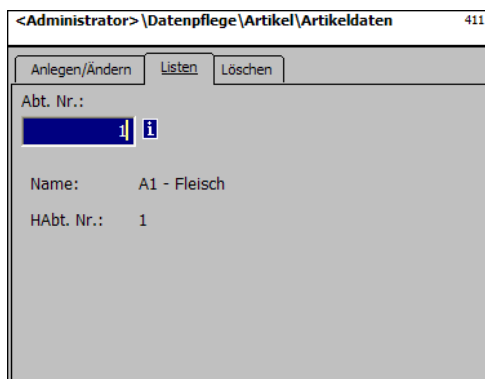 <Administrator>\Datenpflege\Artikel\Artikeldaten 411
Anlegen/Ändern Listen Löschen
Abt. Nr.:
1 i
Name: A1 - Fleisch
HAbt. Nr.: 1